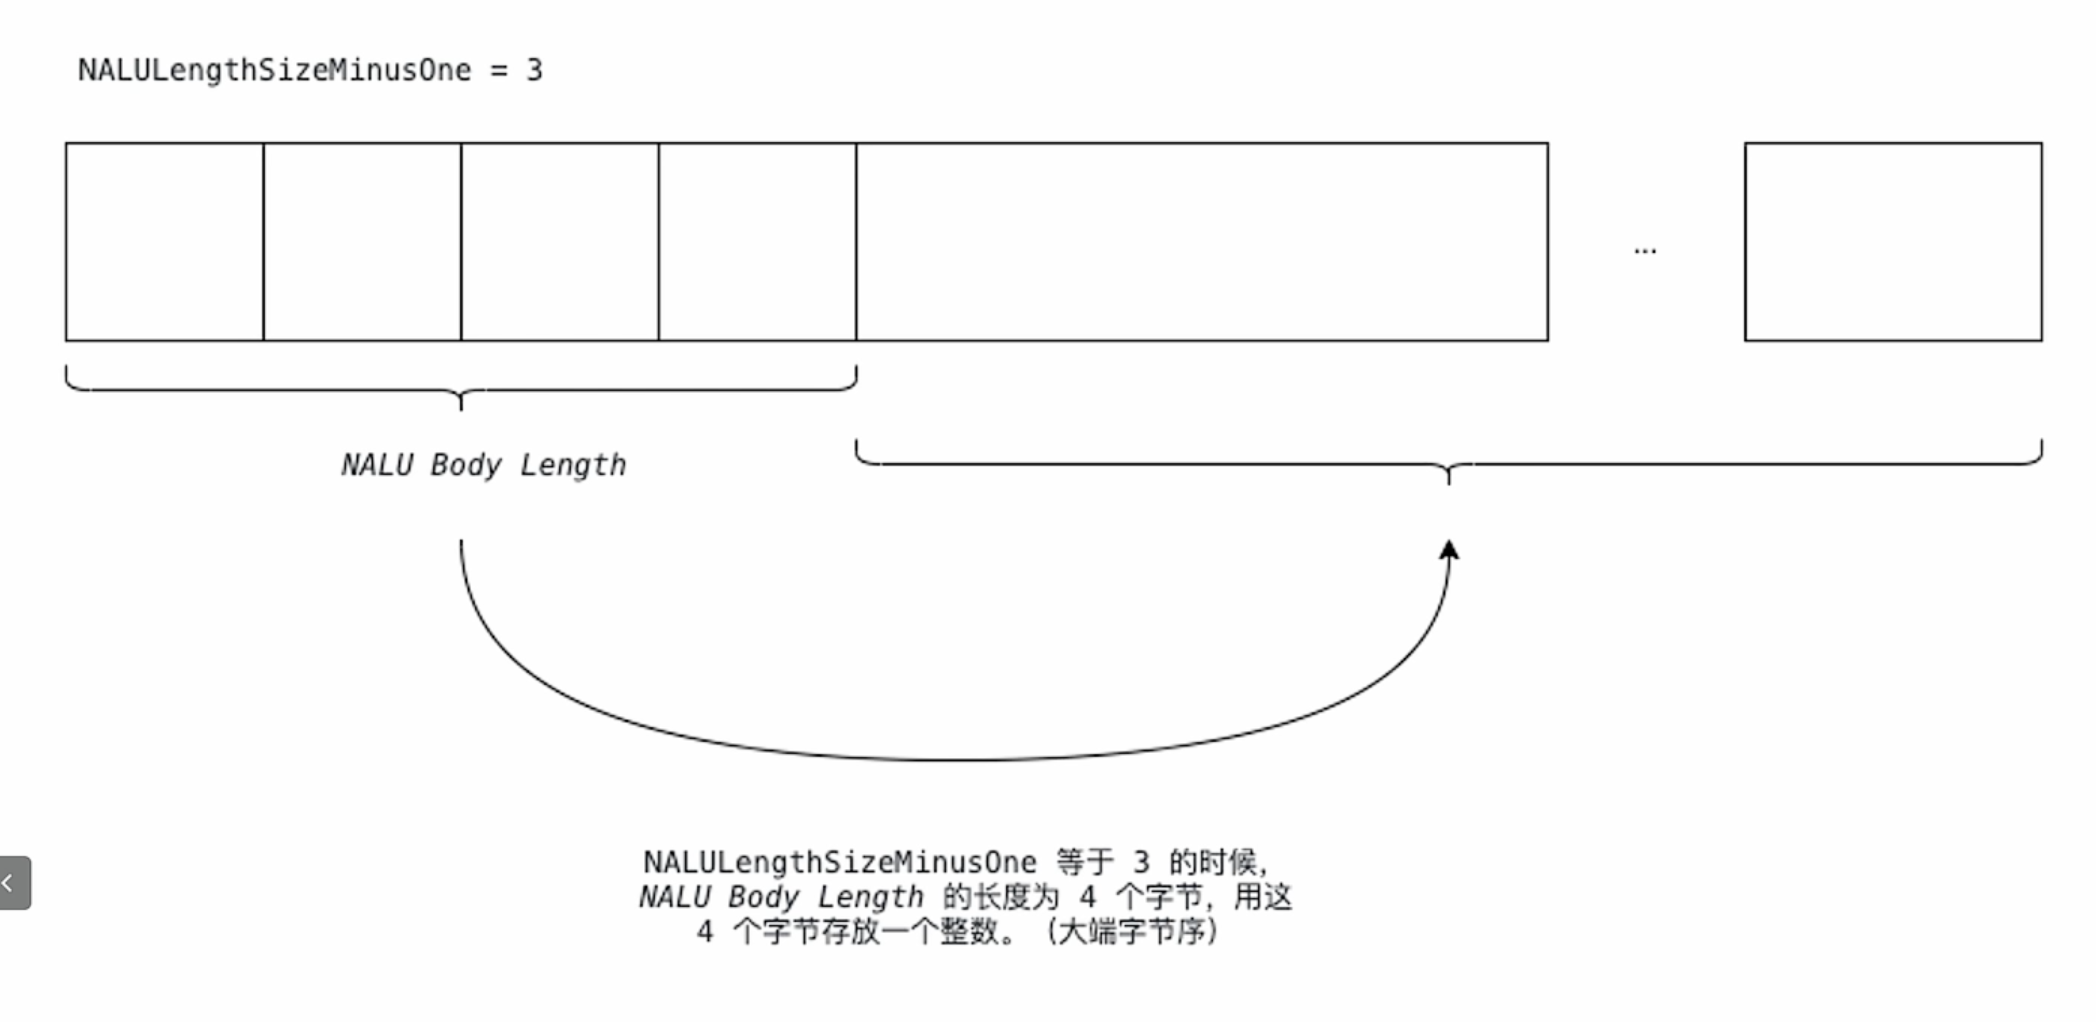 NALULengthSizeMinusOne = 3
...
NALU Body Length
NALULengthSizeMinusOne 等于 3 的时候,
NALU Body Length 的长度为 4 个字节, 用这
4 个字节存放一个整数。(大端字节序)